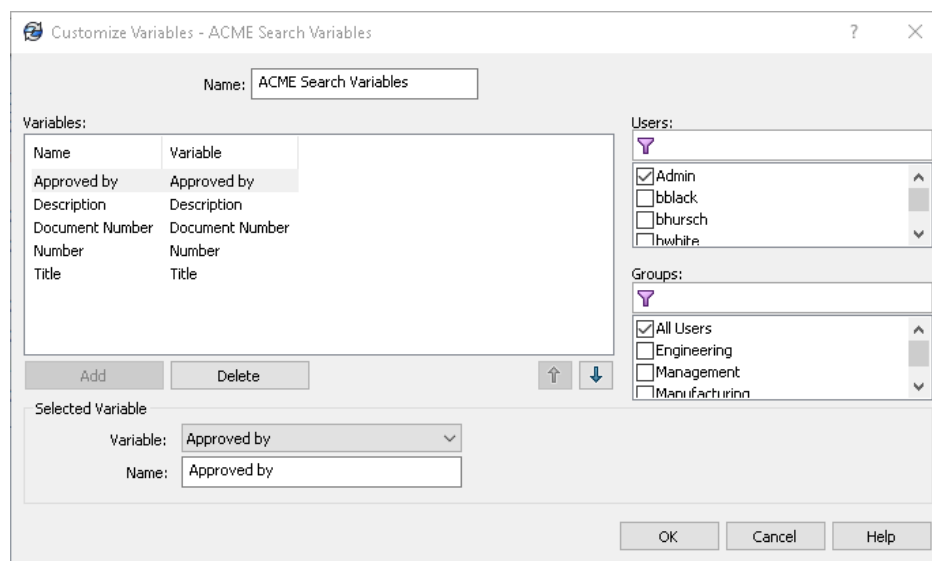 Customize Variables - ACME Search Variables ?
Name: ACME Search Variables
Variables:
Name Variable
Approved by Approved by
Description Description
Document Number Document Number
Number Number
Title Title
Add Delete
Users:
Admin
bblack
bhursch
hwhite
Groups:
All Users
Engineering
Management
Manufacturing
Selected Variable
Variable: Approved by
Name: Approved by
OK Cancel Help